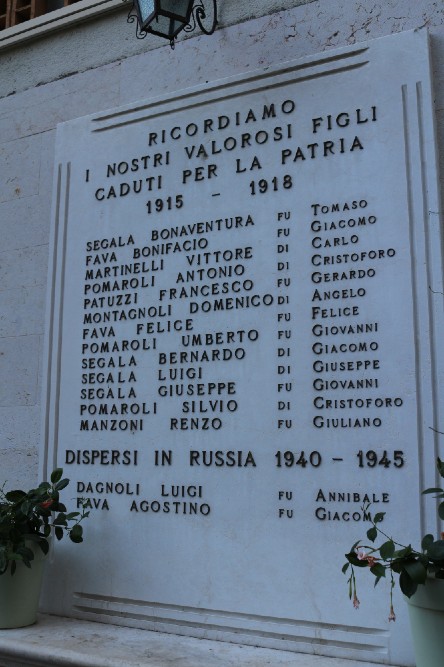 RICORDIAMO
I NOSTRI VALOROSI FIGLI
CADUTI PER LA PATRIA
1915 - 1918
SEGALA BONAVENTURA FU TOMASO
FAVA BONIFACIO FU GIACOMO
MARTINELLI VITTORE DI CARLO
POMAROLI ANTONIO DI CRISTOFORO
PATUZZI FRANCESCO FU GERARDO
MONTAGNOLI DOMENICO DI ANGELO
FAVA FELICE FU FELICE
POMAROLI UMBERTO FU GIOVANNI
SEGALA BERNARDO DI GIACOMO
SEGALA LUIGI DI GIUSEPPE
SEGALA GIUSEPPE FU GIOVANNI
POMAROLI SILVIO DI CRISTOFORO
MANZONI RENZO FU GIULIANO
DISPERSI IN RUSSIA 1940 - 1945
DAGNOLI LUIGI FU ANNIBALE
FAVA AGOSTINO FU GIACOMO